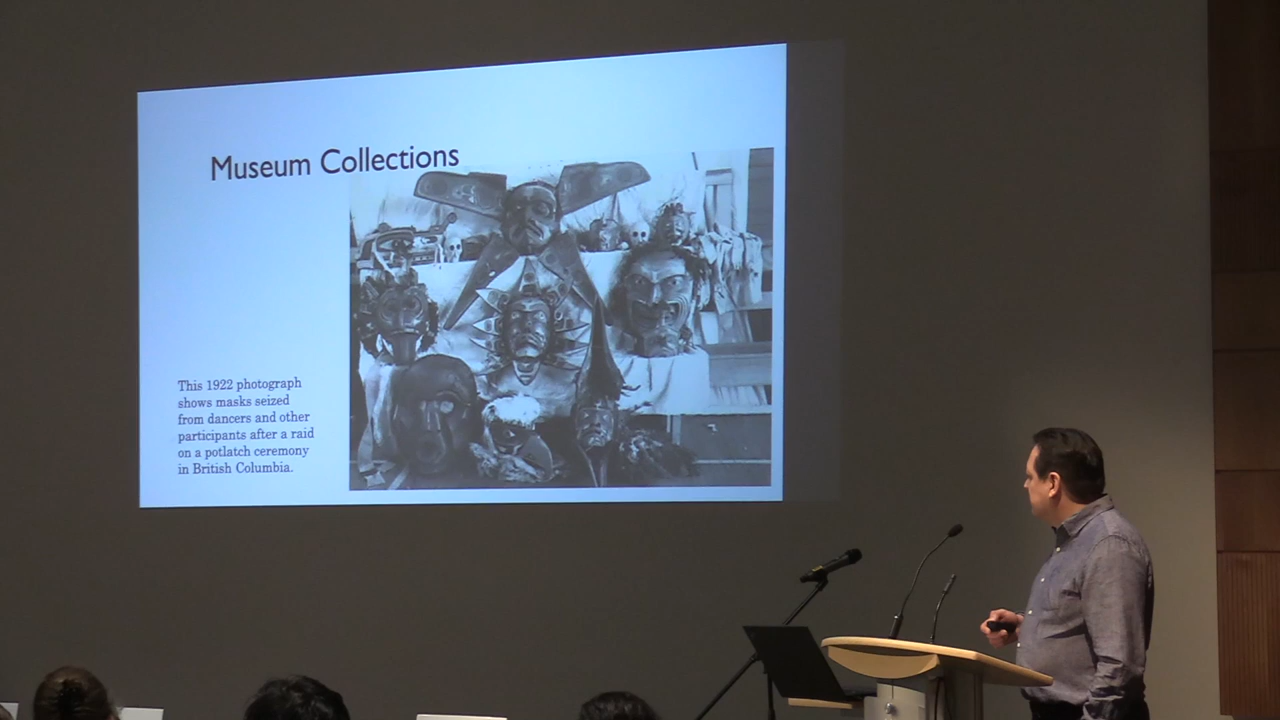 Museum Collections
This 1922 photograph
shows masks seized
from dancers and other
participants after a raid
on a potlatch ceremony
in British Columbia.